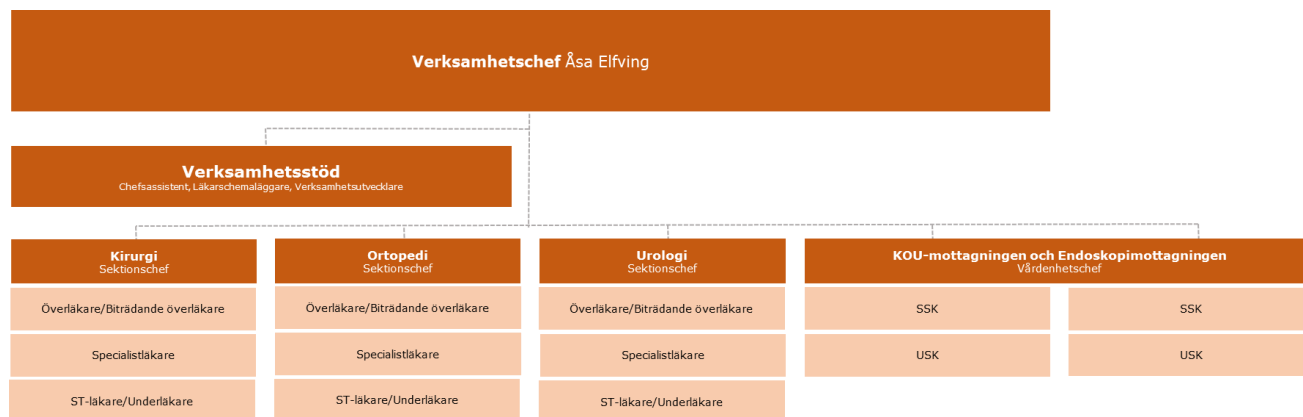 Verksamhetschef Åsa Elfving
Verksamhetsstöd
Chefsassistent, Läkarschemaläggare, Verksamhetsutvecklare
Kirurgi
Sektionschef
Överläkare/Biträdande överläkare
Specialistläkare
ST-läkare/Underläkare
Ortopedi
Sektionschef
Överläkare/Biträdande överläkare
Specialistläkare
ST-läkare/Underläkare
Urologi
Sektionschef
Överläkare/Biträdande överläkare
Specialistläkare
ST-läkare/Underläkare
KOU-mottagningen och Endoskopimottagningen
Vårdenhetschef
SSK
SSK
USK
USK